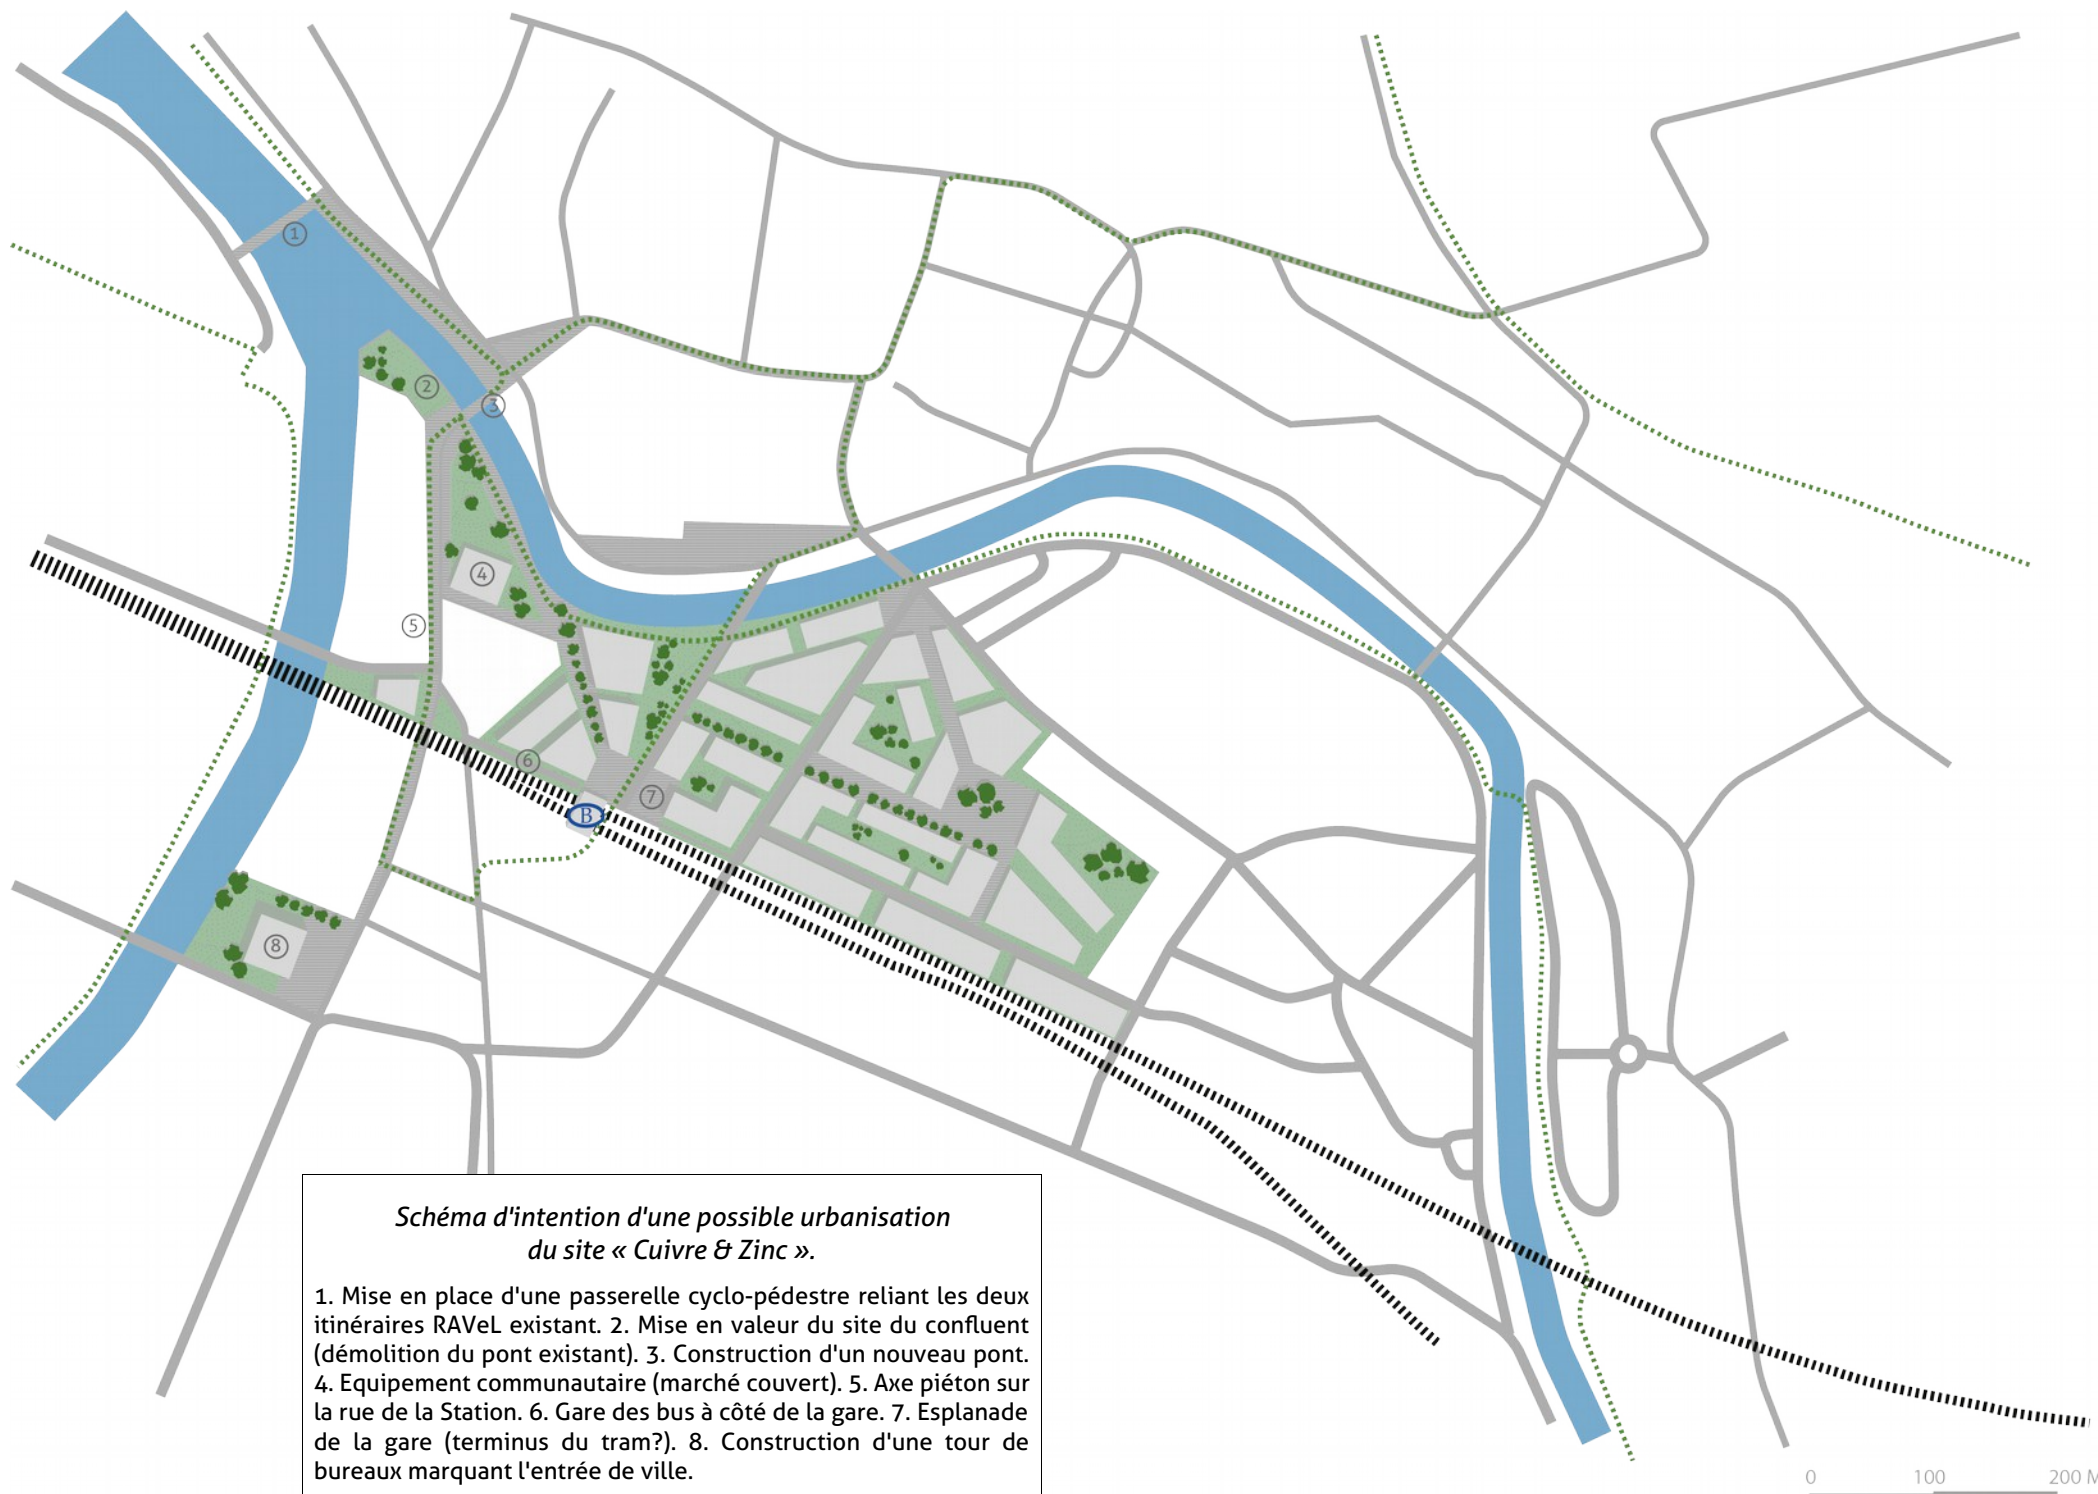 1
2
3
4
5
6
7
B
8
Schéma d'intention d'une possible urbanisation
du site « Cuivre & Zinc ».
1. Mise en place d'une passerelle cyclo-pédestre reliant les deux
itinéraires RAVeL existant. 2. Mise en valeur du site du confluent
(démolition du pont existant). 3. Construction d'un nouveau pont.
4. Equipement communautaire (marché couvert). 5. Axe piéton sur
la rue de la Station. 6. Gare des bus à côté de la gare. 7. Esplanade
de la gare (terminus du tram?). 8. Construction d'une tour de
bureaux marquant l'entrée de ville.
0 100 200 M